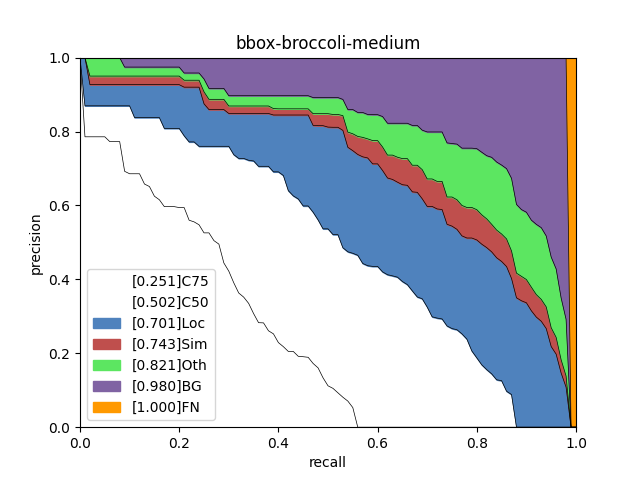 bbox-broccoli-medium
1.0
0.8
0.6
0.4
0.2
0.0
precision
[0.251]C75
[0.502]C50
[0.701]Loc
[0.743]Sim
[0.821]Oth
[0.980]BG
[1.000]FN
0.0 0.2 0.4 0.6 0.8 1.0
recall